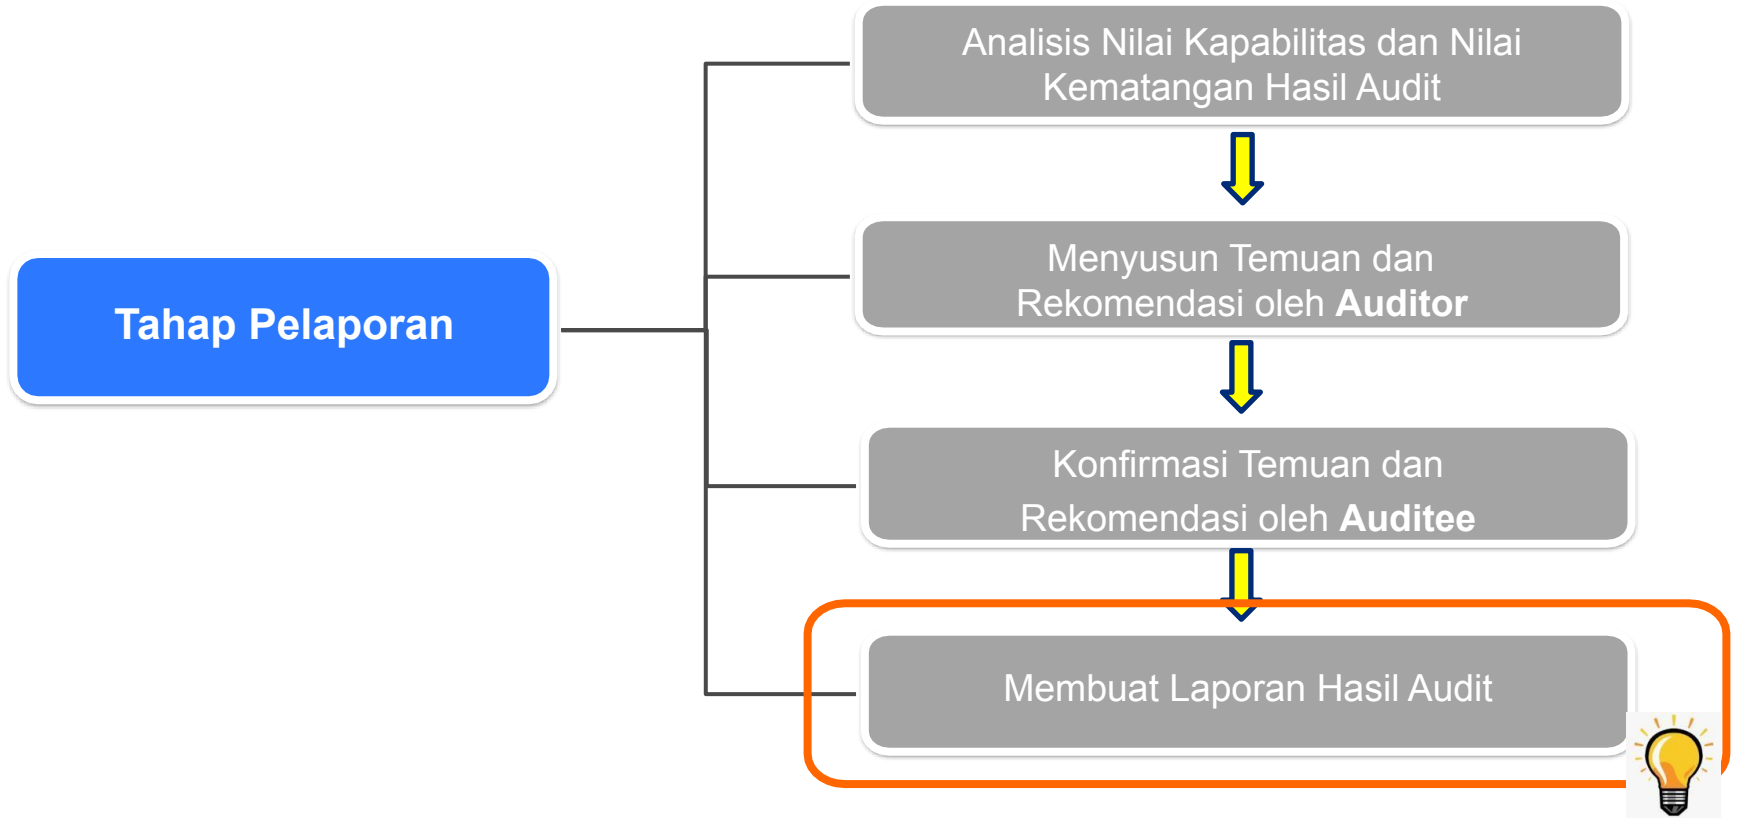 Analisis Nilai Kapabilitas dan Nilai
Kematangan Hasil Audit
Menyusun Temuan dan
Rekomendasi oleh Auditor
Tahap Pelaporan
Konfirmasi Temuan dan
Rekomendasi oleh Auditee
Membuat Laporan Hasil Audit